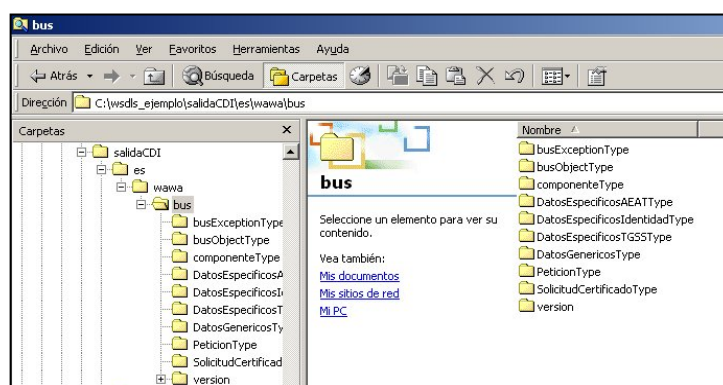 bus
Archivo Edición Ver Favoritos Herramientas Ayuda
Atrás Búsqueda Carpetas
Dirección C:\wsdls_ejemplo\salidaCDI\es\wawa\bus
Carpetas
salidaCDI
es
wawa
bus
busExceptionType
busObjectType
componenteType
DatosEspecificosA
DatosEspecificosI
DatosEspecificosT
DatosGenericosTy
PeticionType
SolicitudCertificad
version
bus
Seleccione un elemento para ver su
contenido.
Vea también:
Mis documentos
Mis sitios de red
Mi PC
Nombre
busExceptionType
busObjectType
componenteType
DatosEspecificosAEATType
DatosEspecificosIdentidadType
DatosEspecificosTGSSType
DatosGenericosType
PeticionType
SolicitudCertificadoType
version